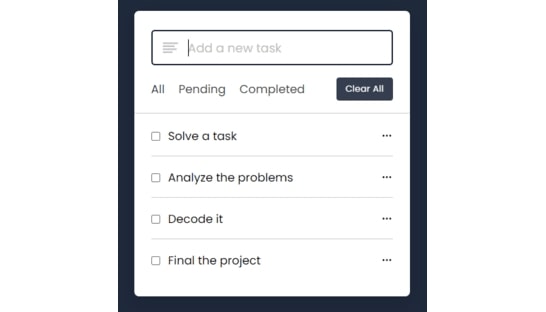 Add a new task
All Pending Completed Clear All
Solve a task
Analyze the problems
Decode it
Final the project